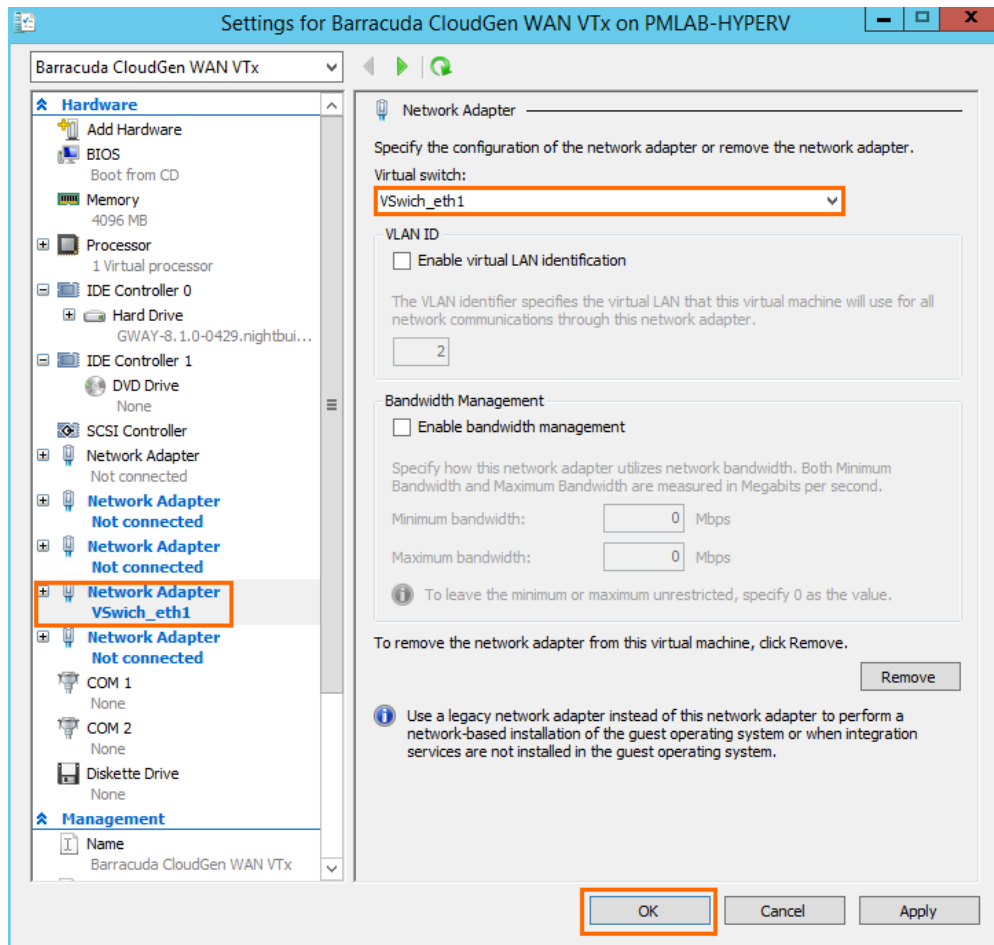 Settings for Barracuda CloudGen WAN VTx on PMLAB-HYPERV
Barracuda CloudGen WAN VTx
Hardware
Add Hardware
BIOS
Boot from CD
Memory
4096 MB
Processor
1 Virtual processor
IDE Controller 0
Hard Drive
GWAY-8.1.0-0429.nightbui...
IDE Controller 1
DVD Drive
None
SCSI Controller
Network Adapter
Not connected
Network Adapter
Not connected
Network Adapter
Not connected
Network Adapter
VSwich_eth1
Network Adapter
Not connected
COM 1
None
COM 2
None
Diskette Drive
None
Management
Name
Barracuda CloudGen WAN VTx
Network Adapter
Specify the configuration of the network adapter or remove the network adapter.
Virtual switch:
VSwich_eth1
VLAN ID
Enable virtual LAN identification
The VLAN identifier specifies the virtual LAN that this virtual machine will use for all
network communications through this network adapter.
2
Bandwidth Management
Enable bandwidth management
Specify how this network adapter utilizes network bandwidth. Both Minimum
Bandwidth and Maximum Bandwidth are measured in Megabits per second.
Minimum bandwidth: 0 Mbps
Maximum bandwidth: 0 Mbps
To leave the minimum or maximum unrestricted, specify 0 as the value.
To remove the network adapter from this virtual machine, click Remove.
Remove
Use a legacy network adapter instead of this network adapter to perform a
network-based installation of the guest operating system or when integration
services are not installed in the guest operating system.
OK Cancel Apply